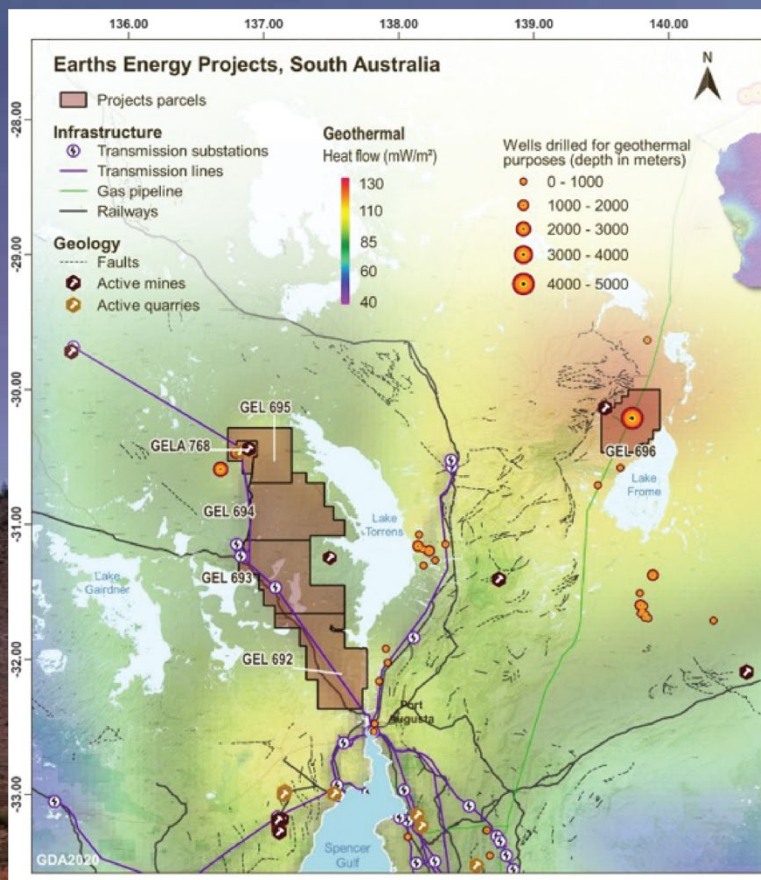 136.00
137.00
138.00
139.00
140.00
Earths Energy Projects, South Australia
N
Projects parcels
Infrastructure
Transmission substations
Transmission lines
Gas pipeline
Railways
Geology
Faults
Active mines
Active quarries
Geothermal
Heat flow (mW/m²)
130
110
85
60
40
Wells drilled for geothermal
purposes (depth in meters)
0 - 1000
1000 - 2000
2000 - 3000
3000 - 4000
4000 - 5000
-28.00
-29.00
-30.00
-31.00
-32.00
-33.00
GEL 695
GELA 768
GEL 696
Lake
Frome
GEL 694
Lake
Torrens
GEL 693
Lake
Gairdner
GEL 692
Port
Augusta
Spencer
Gulf
GDA2020